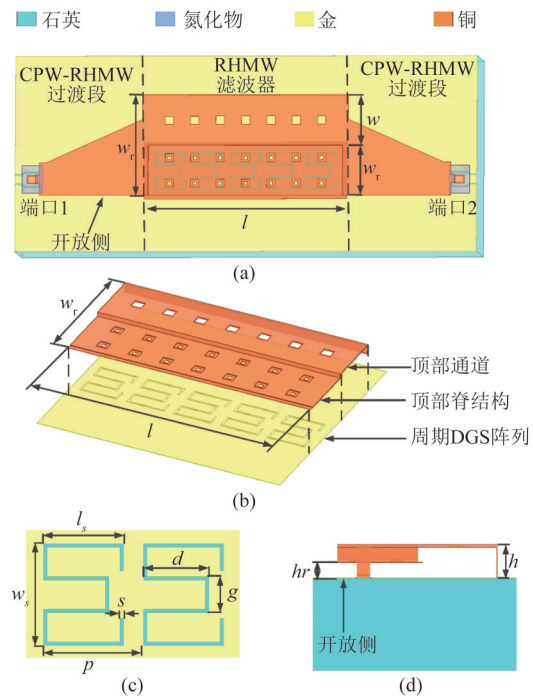 石英 氮化物 金 铜
CPW-RHMW
过渡段
RHMW
滤波器
CPW-RHMW
过渡段
w
wr
wr
端口1
端口2
开放侧
l
(a)
wr
顶部通道
顶部脊结构
l
周期DGS阵列
(b)
ls
d
ws
s
g
p
hr
h
开放侧
(c)
(d)